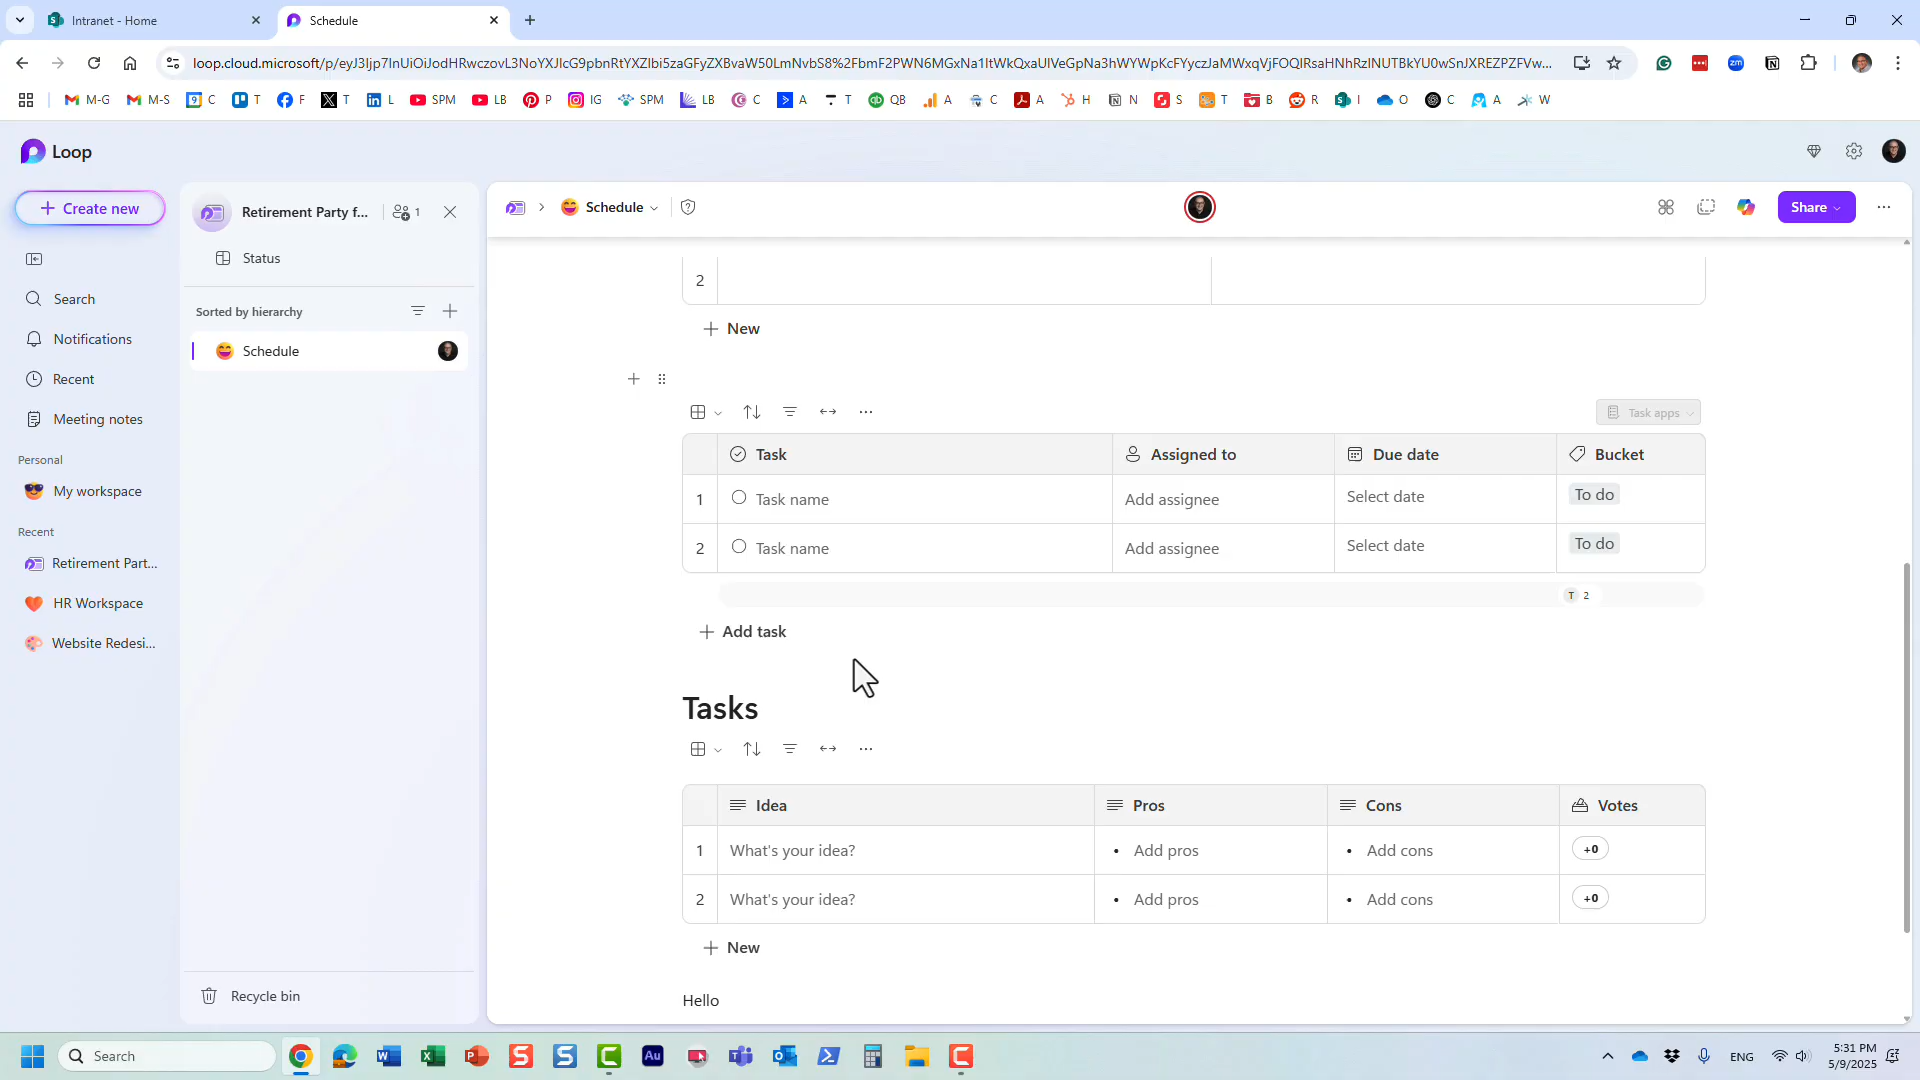 Intranet - Home
Schedule
loop.cloud.microsoft/p/
M-G
M-S
C
T
F
T
L
SPM
LB
P
IG
SPM
LB
C
A
T
QB
A
C
A
H
N
S
T
B
R
I
O
C
A
W
Loop
Create new
Search
Notifications
Recent
Meeting notes
Personal
My workspace
Recent
Retirement Part...
HR Workspace
Website Redesi...
Retirement Party f...
1
Status
Sorted by hierarchy
Schedule
Recycle bin
Schedule
Share
2
New
Task apps
Task Assigned to Due date Bucket
1 Task name Add assignee Select date To do
2 Task name Add assignee Select date To do
T 2
Add task
Tasks
Idea Pros Cons Votes
1 What's your idea? • Add pros • Add cons +0
2 What's your idea? • Add pros • Add cons +0
New
Hello
Search
ENG
5:31 PM
5/9/2025